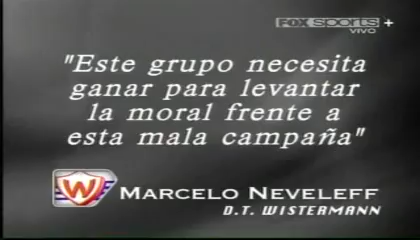 FOX SPORTS +
VIVO
"Este grupo necesita
ganar para levantar
la moral frente a
esta mala campaña"
W
MARCELO NEVELEFF
D.T. WISTERMANN